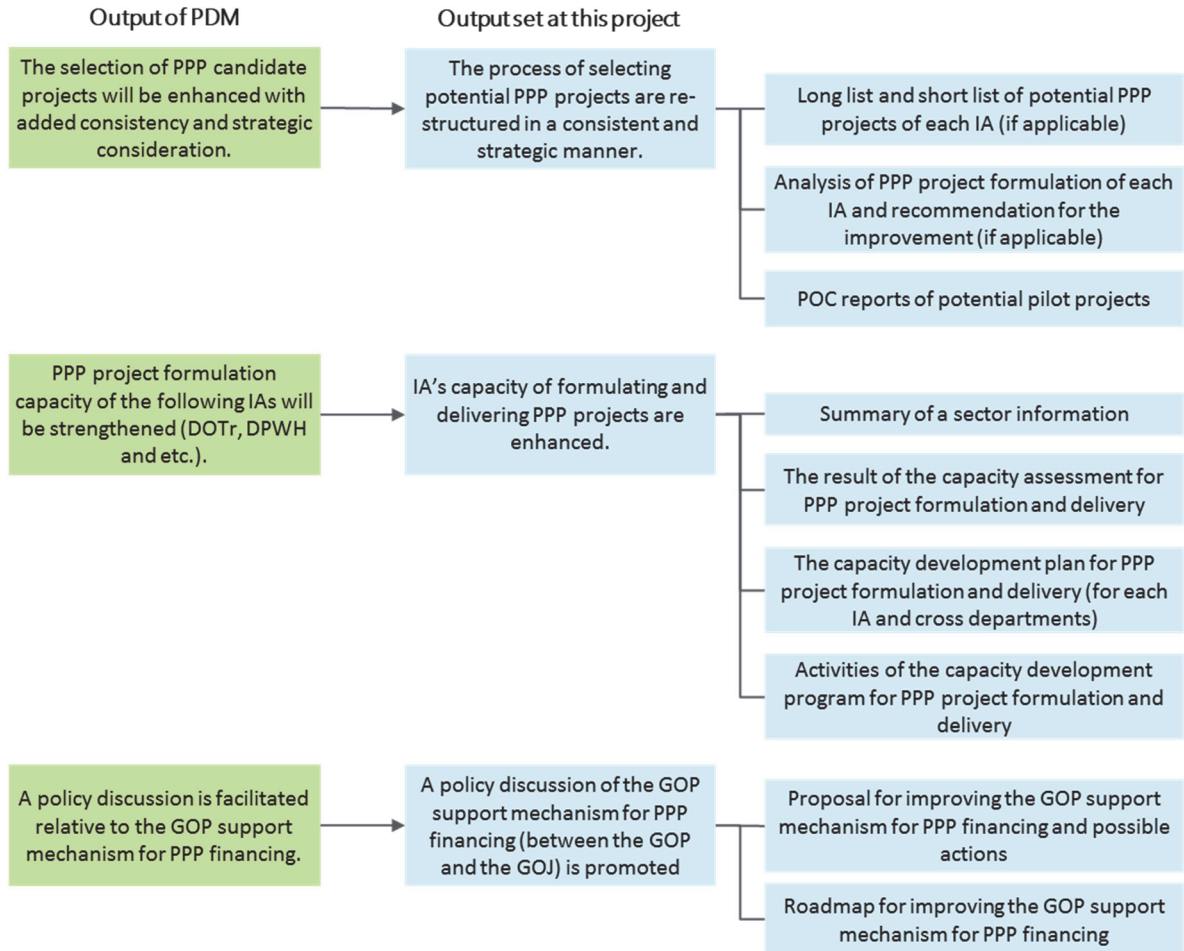 Output of PDM
Output set at this project
The selection of PPP candidate
projects will be enhanced with
added consistency and strategic
consideration.
The process of selecting
potential PPP projects are re-
structured in a consistent and
strategic manner.
Long list and short list of potential PPP
projects of each IA (if applicable)
Analysis of PPP project formulation of each
IA and recommendation for the
improvement (if applicable)
POC reports of potential pilot projects
PPP project formulation
capacity of the following IAs will
be strengthened (DOTr, DPWH
and etc.).
IA's capacity of formulating and
delivering PPP projects are
enhanced.
Summary of a sector information
The result of the capacity assessment for
PPP project formulation and delivery
The capacity development plan for PPP
project formulation and delivery (for each
IA and cross departments)
Activities of the capacity development
program for PPP project formulation and
delivery
A policy discussion is facilitated
relative to the GOP support
mechanism for PPP financing.
A policy discussion of the GOP
support mechanism for PPP
financing (between the GOP
and the GOJ) is promoted
Proposal for improving the GOP support
mechanism for PPP financing and possible
actions
Roadmap for improving the GOP support
mechanism for PPP financing